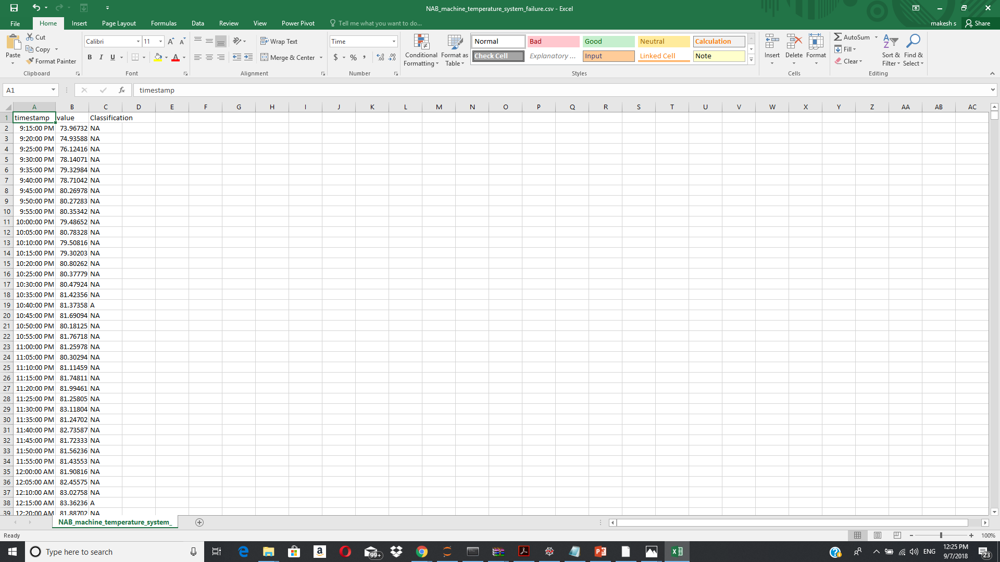 NAB_machine_temperature_system_failure.csv - Excel
File Home Insert Page Layout Formulas Data Review View Power Pivot Tell me what you want to do... makesh s Share
Paste Cut Copy Format Painter Clipboard
Calibri 11 B I U A Font
Wrap Text Merge & Center Alignment
Time $ % , Number
Conditional Formatting Format as Table
Normal Bad Good Neutral Calculation
Check Cell Explanatory ... Input Linked Cell Note
Styles
Insert Delete Format Cells
AutoSum Fill Clear Sort & Filter Find & Select Editing
A1 fx timestamp
A B C D E F G H I J K L M N O P Q R S T U V W X Y Z AA AB AC
1 timestamp value Classification
2 9:15:00 PM 73.96732 NA
3 9:20:00 PM 74.93588 NA
4 9:25:00 PM 76.12416 NA
5 9:30:00 PM 78.14071 NA
6 9:35:00 PM 79.32984 NA
7 9:40:00 PM 78.71042 NA
8 9:45:00 PM 80.26978 NA
9 9:50:00 PM 80.27283 NA
10 9:55:00 PM 80.35342 NA
11 10:00:00 PM 79.48652 NA
12 10:05:00 PM 80.78328 NA
13 10:10:00 PM 79.50816 NA
14 10:15:00 PM 79.30203 NA
15 10:20:00 PM 80.80262 NA
16 10:25:00 PM 80.37779 NA
17 10:30:00 PM 80.47924 NA
18 10:35:00 PM 81.42356 NA
19 10:40:00 PM 81.37358 A
20 10:45:00 PM 81.69094 NA
21 10:50:00 PM 80.18125 NA
22 10:55:00 PM 81.76718 NA
23 11:00:00 PM 81.25978 NA
24 11:05:00 PM 80.30294 NA
25 11:10:00 PM 81.11459 NA
26 11:15:00 PM 81.74811 NA
27 11:20:00 PM 81.99461 NA
28 11:25:00 PM 81.25805 NA
29 11:30:00 PM 83.11804 NA
30 11:35:00 PM 81.24702 NA
31 11:40:00 PM 82.73587 NA
32 11:45:00 PM 81.72333 NA
33 11:50:00 PM 81.56236 NA
34 11:55:00 PM 81.43553 NA
35 12:00:00 AM 81.90816 NA
36 12:05:00 AM 82.45575 NA
37 12:10:00 AM 83.02758 NA
38 12:15:00 AM 83.36236 A
39 12:20:00 AM 81.88702 NA
NAB_machine_temperature_system_
Ready 100%
Type here to search 99+ ENG 12:25 PM
9/7/2018 23